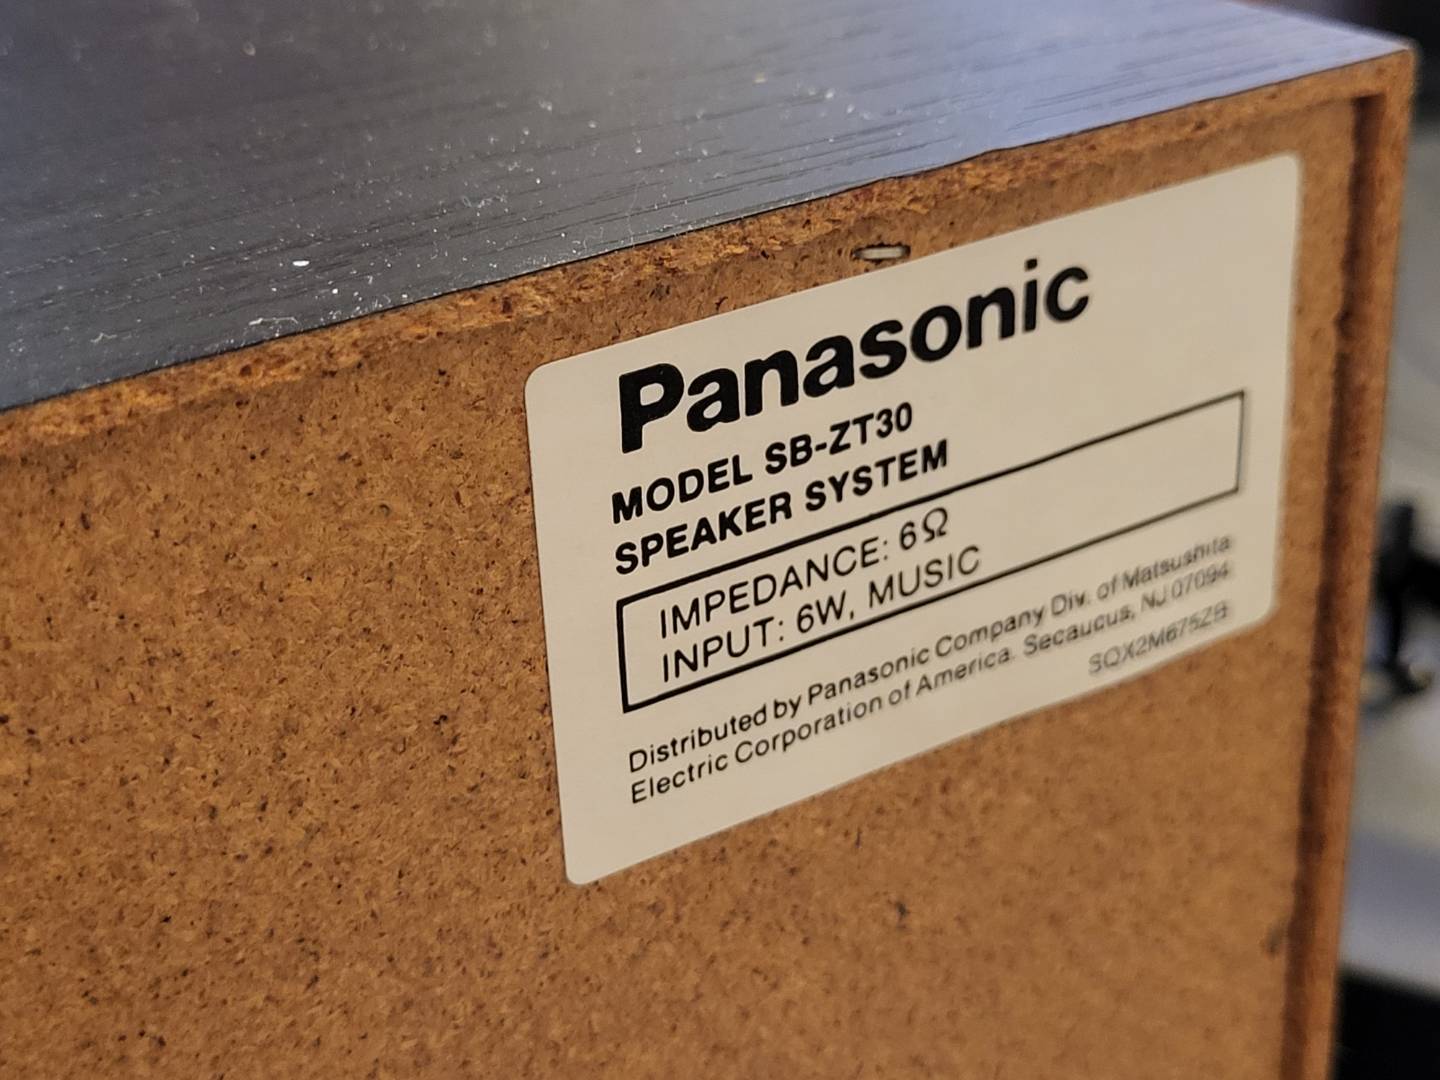 Panasonic
MODEL SB-ZT30
SPEAKER SYSTEM
IMPEDANCE: 6Ω
INPUT: 6W, MUSIC
Distributed by Panasonic Company Div. of Matsushita
Electric Corporation of America. Secaucus, NJ 07094
SQX2M675ZB